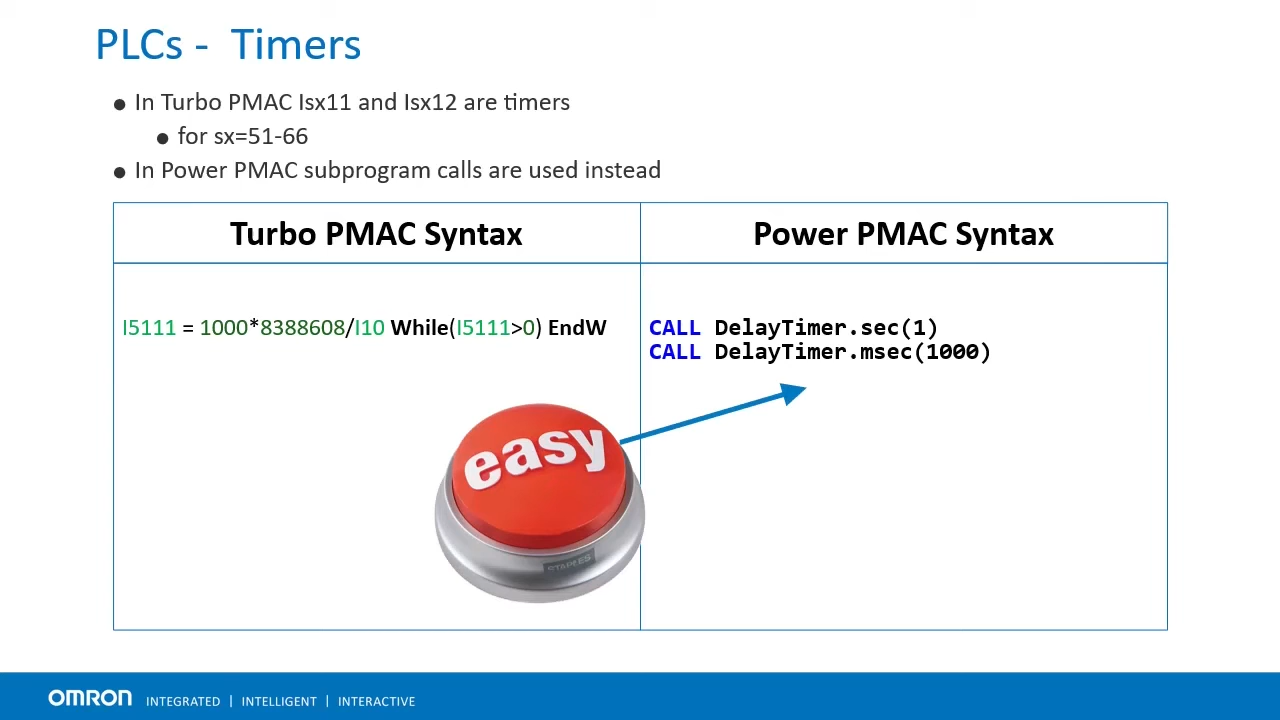 PLCs - Timers
● In Turbo PMAC Isx11 and Isx12 are timers
● for sx=51-66
● In Power PMAC subprogram calls are used instead
Turbo PMAC Syntax
Power PMAC Syntax
I5111 = 1000*8388608/I10 While(I5111>0) EndW
CALL DelayTimer.sec(1)
CALL DelayTimer.msec(1000)
easy
STAPLES
OMRON INTEGRATED | INTELLIGENT | INTERACTIVE